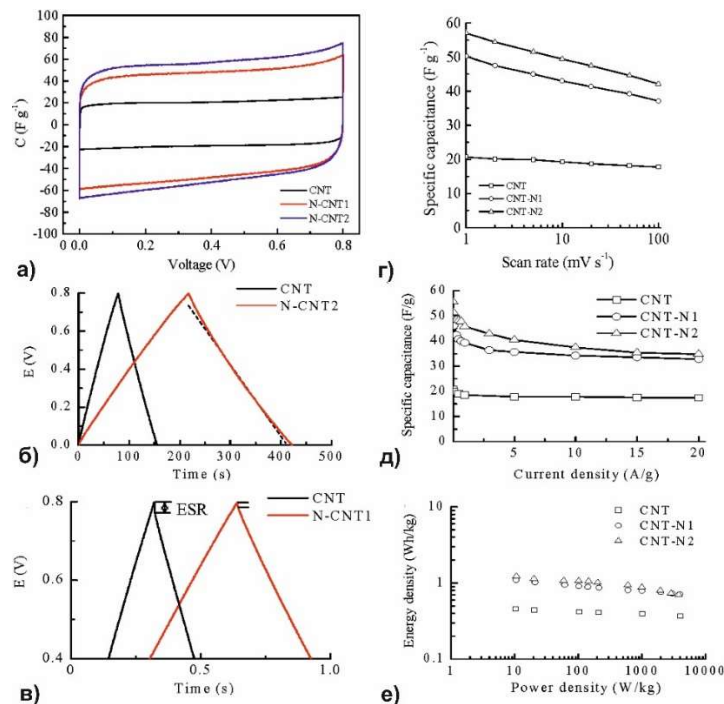 100
80
60
40
20
0
-20
-40
-60
-80
-100
C (F g⁻¹)
CNT
N-CNT1
N-CNT2
0.0
0.2
0.4
0.6
0.8
Voltage (V)
а)
60
50
40
30
20
10
0
Specific capacitance (F g⁻¹)
CNT
CNT-N1
CNT-N2
1
10
100
Scan rate (mV s⁻¹)
г)
0.8
0.6
0.4
0.2
0.0
E (V)
CNT
N-CNT2
0
100
200
300
400
500
Time (s)
б)
60
50
40
30
20
10
0
Specific capacitance (F/g)
CNT
CNT-N1
CNT-N2
5
10
15
20
Current density (A/g)
д)
0.8
0.6
0.4
E (V)
ESR
CNT
N-CNT1
0
0.5
1.0
Time (s)
в)
10
1
0.1
Energy density (Wh/kg)
CNT
CNT-N1
CNT-N2
1
10
100
1000
10000
Power density (W/kg)
е)